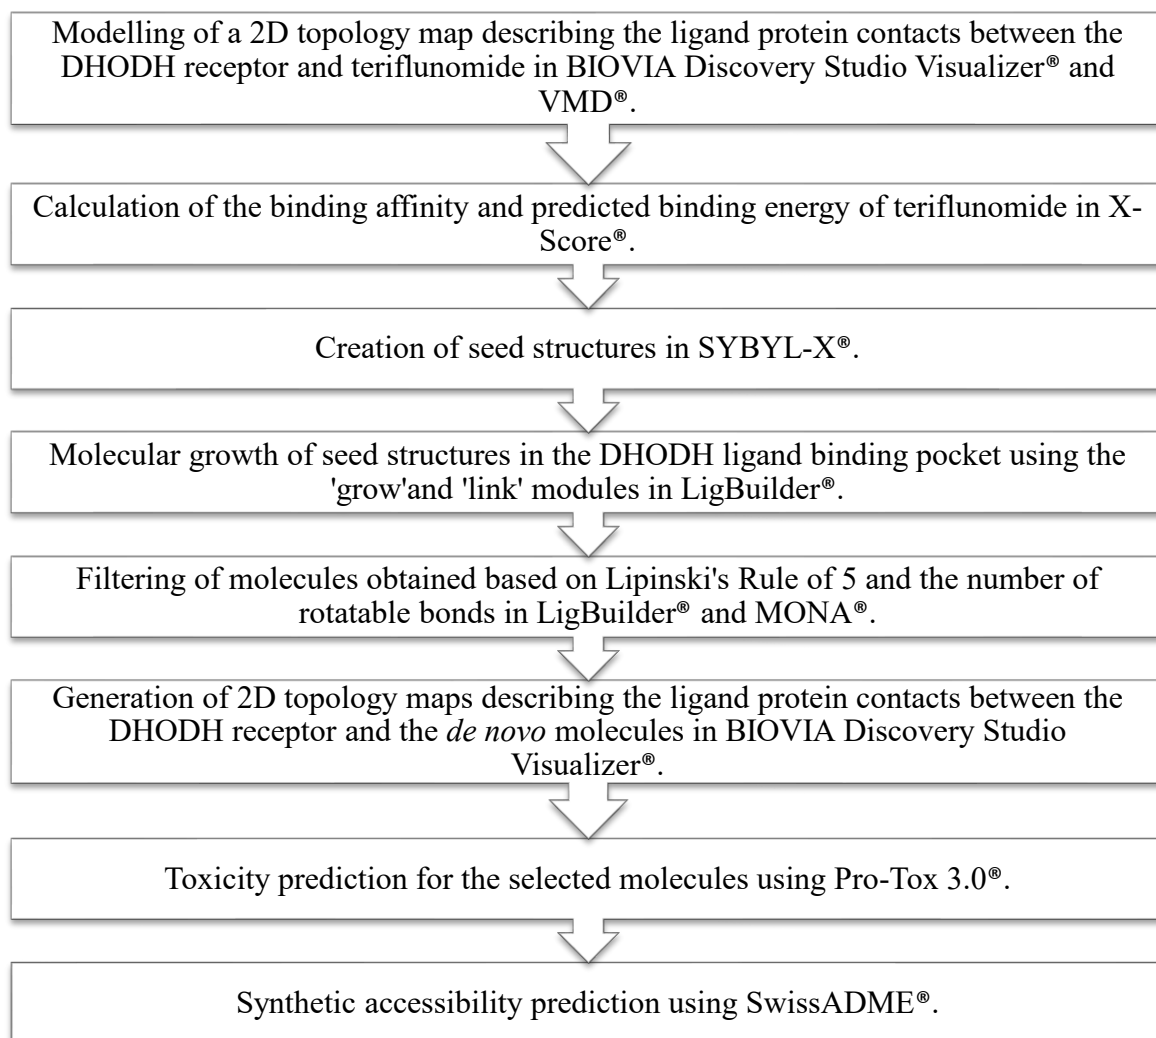 Modelling of a 2D topology map describing the ligand protein contacts between the
DHODH receptor and teriflunomide in BIOVIA Discovery Studio Visualizer® and
VMD®.
Calculation of the binding affinity and predicted binding energy of teriflunomide in X-
Score®.
Creation of seed structures in SYBYL-X®.
Molecular growth of seed structures in the DHODH ligand binding pocket using the
'grow'and 'link' modules in LigBuilder®.
Filtering of molecules obtained based on Lipinski's Rule of 5 and the number of
rotatable bonds in LigBuilder® and MONA®.
Generation of 2D topology maps describing the ligand protein contacts between the
DHODH receptor and the de novo molecules in BIOVIA Discovery Studio
Visualizer®.
Toxicity prediction for the selected molecules using Pro-Tox 3.0®.
Synthetic accessibility prediction using SwissADME®.